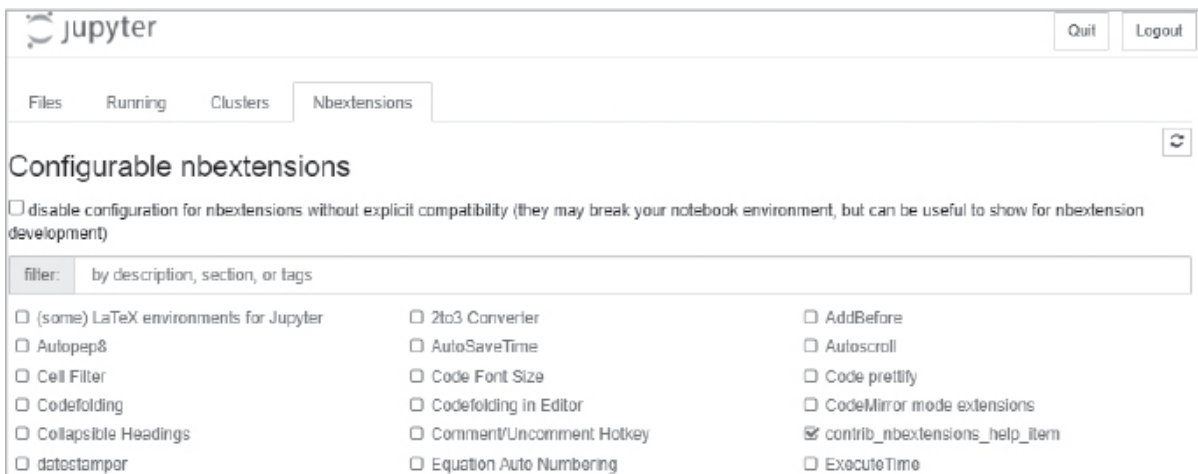 jupyter
Quit
Logout
Files
Running
Clusters
Nbextensions
Configurable nbextensions
disable configuration for nbextensions without explicit compatibility (they may break your notebook environment, but can be useful to show for nbextension
development)
filter: by description, section, or tags
(some) LaTeX environments for Jupyter
2to3 Converter
AddBefore
Autopep8
AutoSaveTime
Autoscroll
Cell Filter
Code Font Size
Code prettify
Codefolding
Codefolding in Editor
CodeMirror mode extensions
Collapsible Headings
Comment/Uncomment Hotkey
contrib_nbextensions_help_item
datestamper
Equation Auto Numbering
ExecuteTime